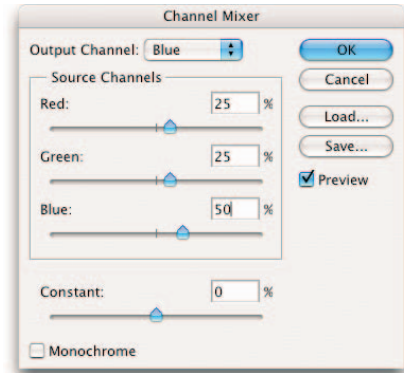 Channel Mixer
Output Channel: Blue
OK
Cancel
Load...
Save...
Preview
Source Channels
Red: 25 %
Green: 25 %
Blue: 50 %
Constant: 0 %
Monochrome